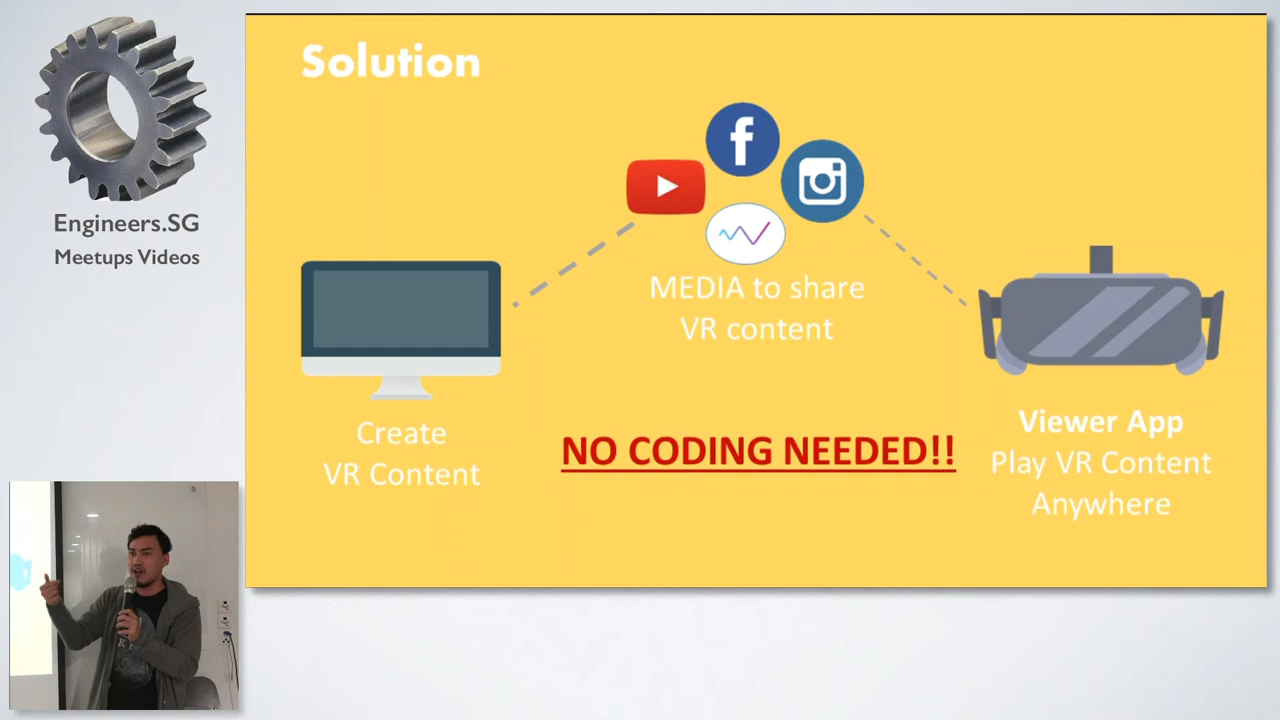 Engineers.SG
Meetups Videos
Solution
MEDIA to share
VR content
Create
VR Content
NO CODING NEEDED!!
Viewer App
Play VR Content
Anywhere